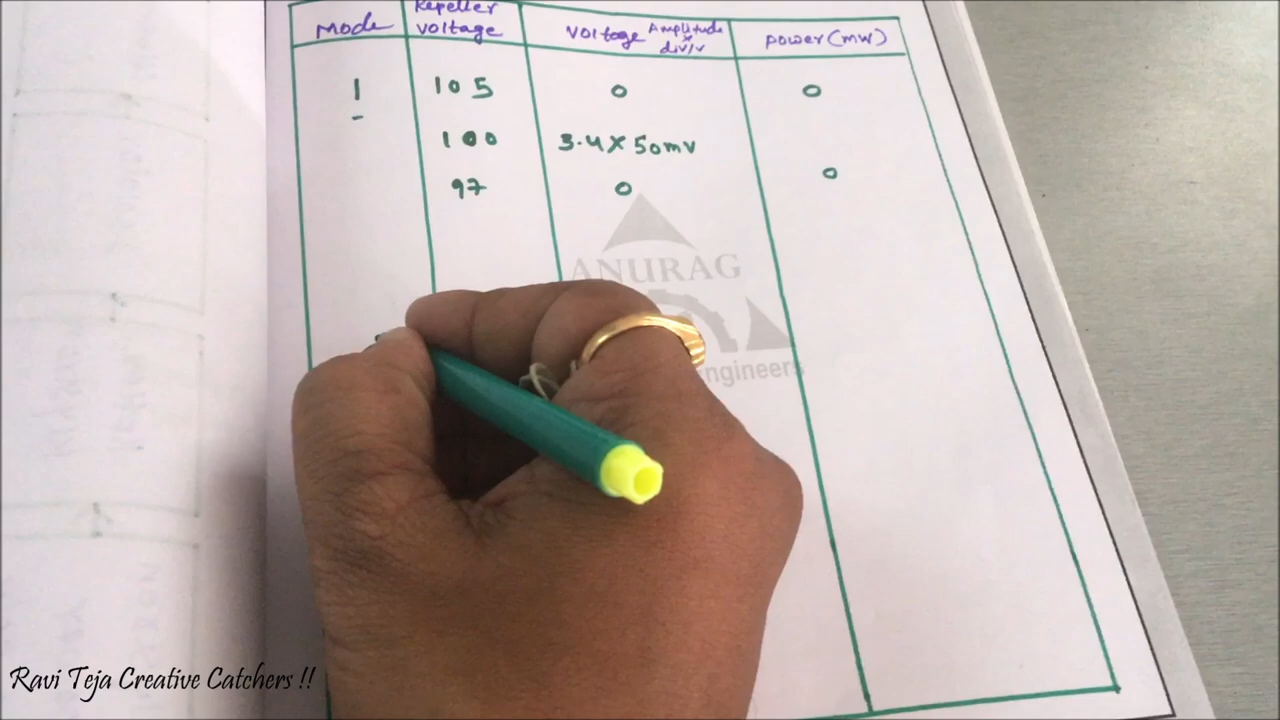 Mode Repeller voltage Voltage Amplitude × div/v power(mw)
1 105 0 0
100 3.4 X 50mv
97 0 0
ANURAG
ngineers
Ravi Teja Creative Catchers !!